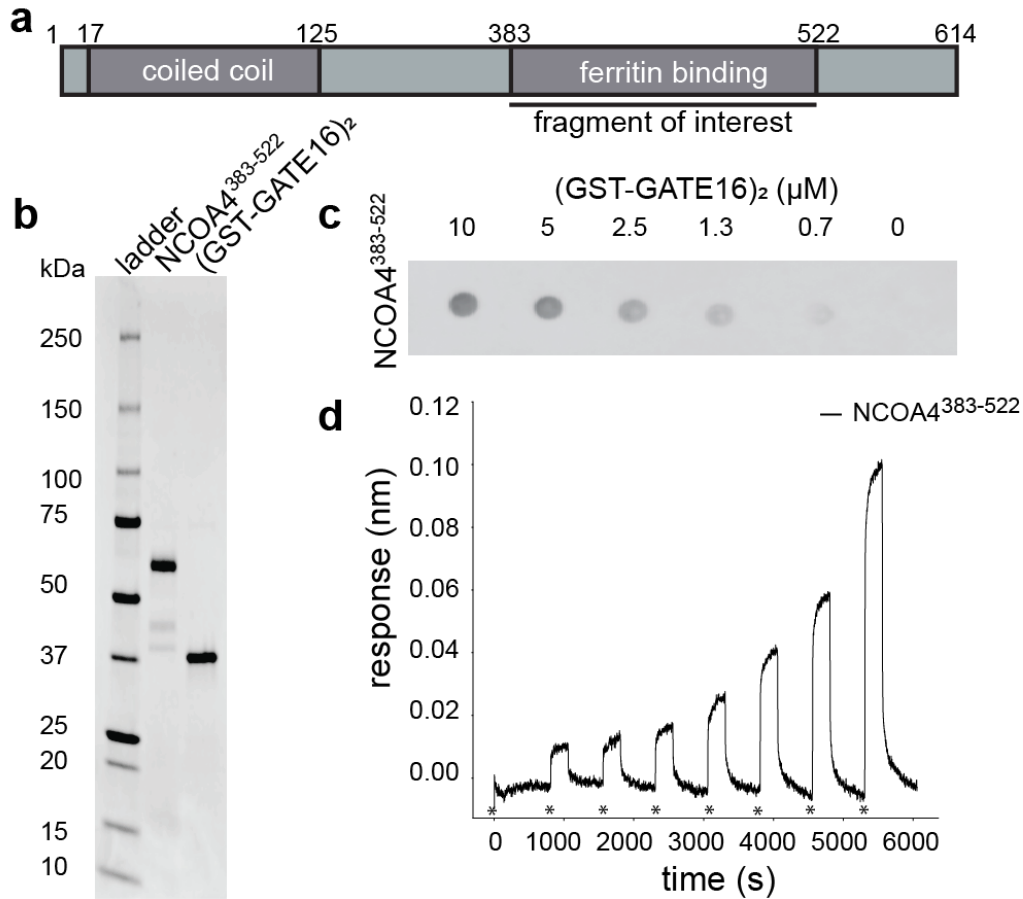 a
1 17 125 383 522 614
coiled coil ferritin binding
fragment of interest
b
kDa
ladder
NCOA4³⁸³⁻⁵²²
(GST-GATE16)₂
250
150
100
75
50
37
25
20
15
10
c
(GST-GATE16)₂ (µM)
10 5 2.5 1.3 0.7 0
NCOA4³⁸³⁻⁵²²
d
NCOA4³⁸³⁻⁵²²
response (nm)
0.12
0.10
0.08
0.06
0.04
0.02
0.00
* * * * * * * *
0 1000 2000 3000 4000 5000 6000
time (s)